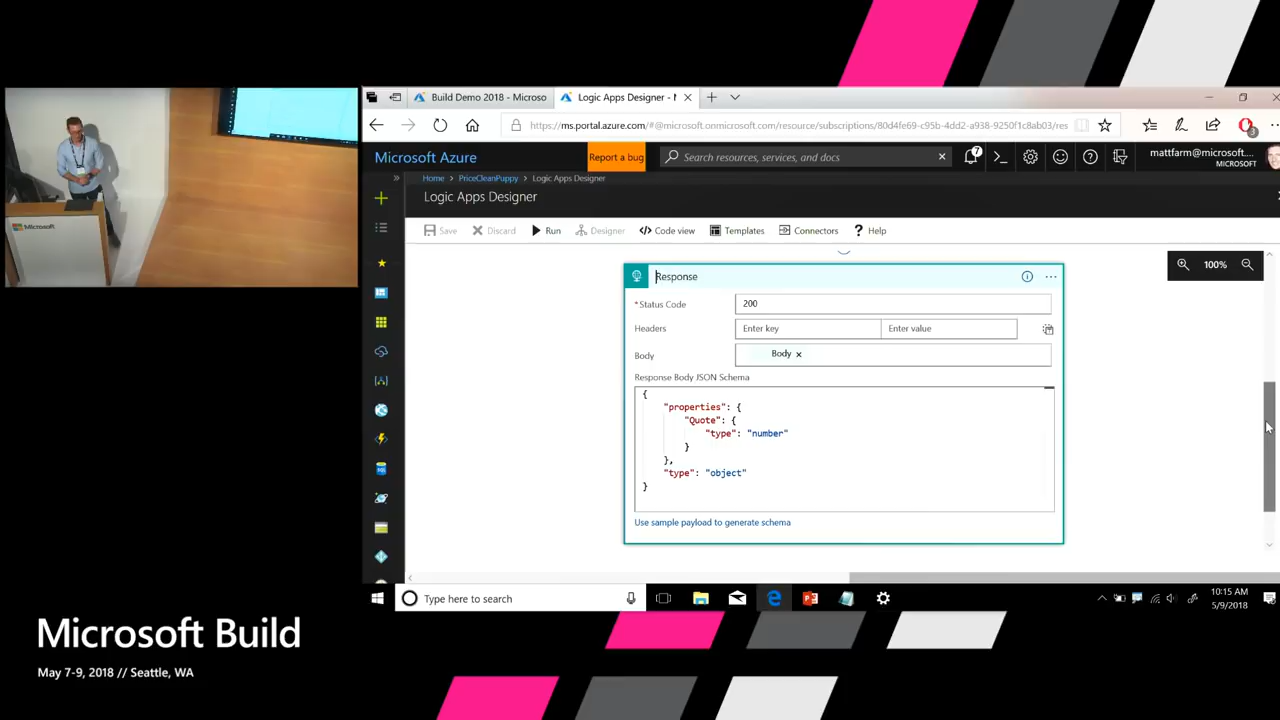 Build Demo 2018 - Microso
Logic Apps Designer - M
https://ms.portal.azure.com/#@microsoft.onmicrosoft.com/resource/subscriptions/80d4fe69-c95b-4dd2-a938-9250f1c8ab03/res
Microsoft Azure
Report a bug
Search resources, services, and docs
7
mattfarm@microsoft....
MICROSOFT
3
Home > PriceCleanPuppy > Logic Apps Designer
Logic Apps Designer
Save
Discard
Run
Designer
</> Code view
Templates
Connectors
? Help
100%
Response
* Status Code
200
Headers
Enter key
Enter value
Body
Body ×
Response Body JSON Schema
{
"properties": {
"Quote": {
"type": "number"
}
},
"type": "object"
}
Use sample payload to generate schema
Type here to search
10:15 AM
5/9/2018
Microsoft
Microsoft Build
May 7-9, 2018 // Seattle, WA